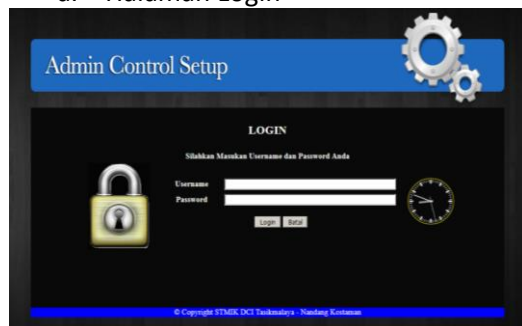 a. Halaman Login
Admin Control Setup
LOGIN
Silahkan Masukan Username dan Password Anda
Username
Password
Login Batal
© Copyright STMIK DCI Tasikmalaya - Nandang Kostaman